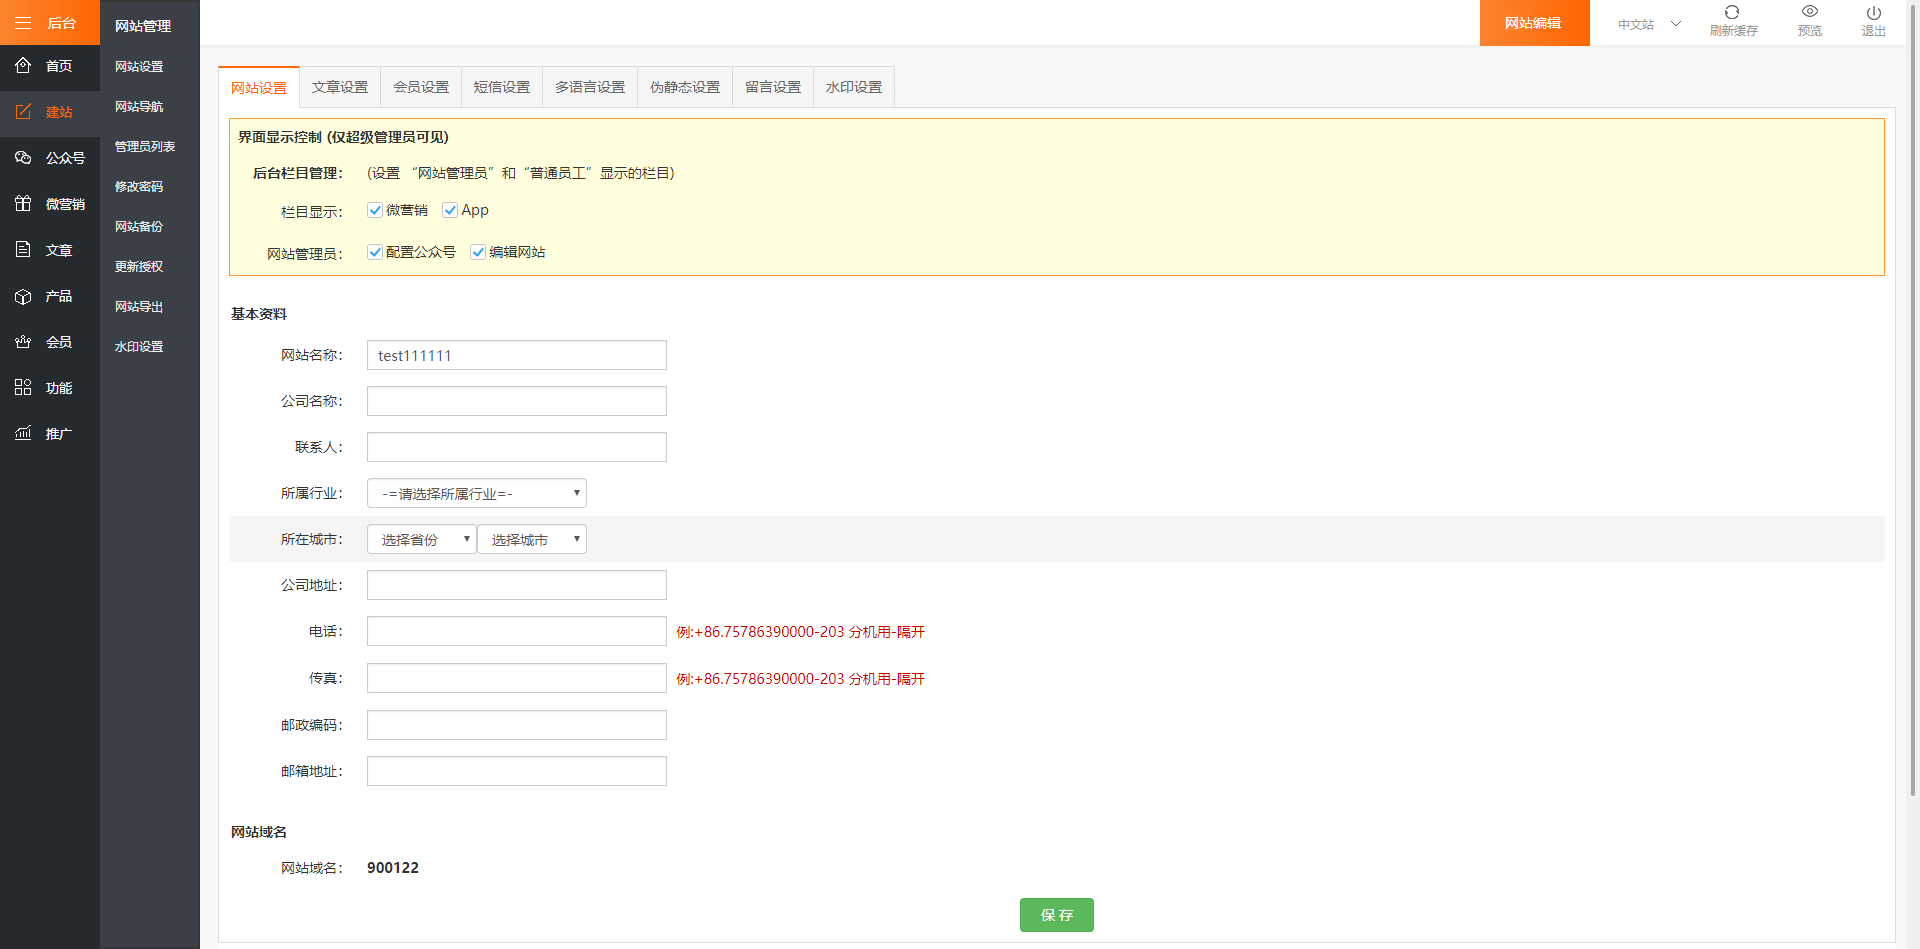 后台
首页
建站
公众号
微营销
文章
产品
会员
功能
推广
网站管理
网站设置
网站导航
管理员列表
修改密码
网站备份
更新授权
网站导出
水印设置
网站编辑 中文站 刷新缓存 预览 退出
网站设置 文章设置 会员设置 短信设置 多语言设置 伪静态设置 留言设置 水印设置
界面显示控制 (仅超级管理员可见)
后台栏目管理: (设置 “网站管理员” 和 “普通员工” 显示的栏目)
栏目显示: 微营销 App
网站管理员: 配置公众号 编辑网站
基本资料
网站名称: test111111
公司名称:
联系人:
所属行业: -=请选择所属行业=-
所在城市: 选择省份 选择城市
公司地址:
电话: 例:+86.75786390000-203 分机用-隔开
传真: 例:+86.75786390000-203 分机用-隔开
邮政编码:
邮箱地址:
网站域名
网站域名: 900122
保 存